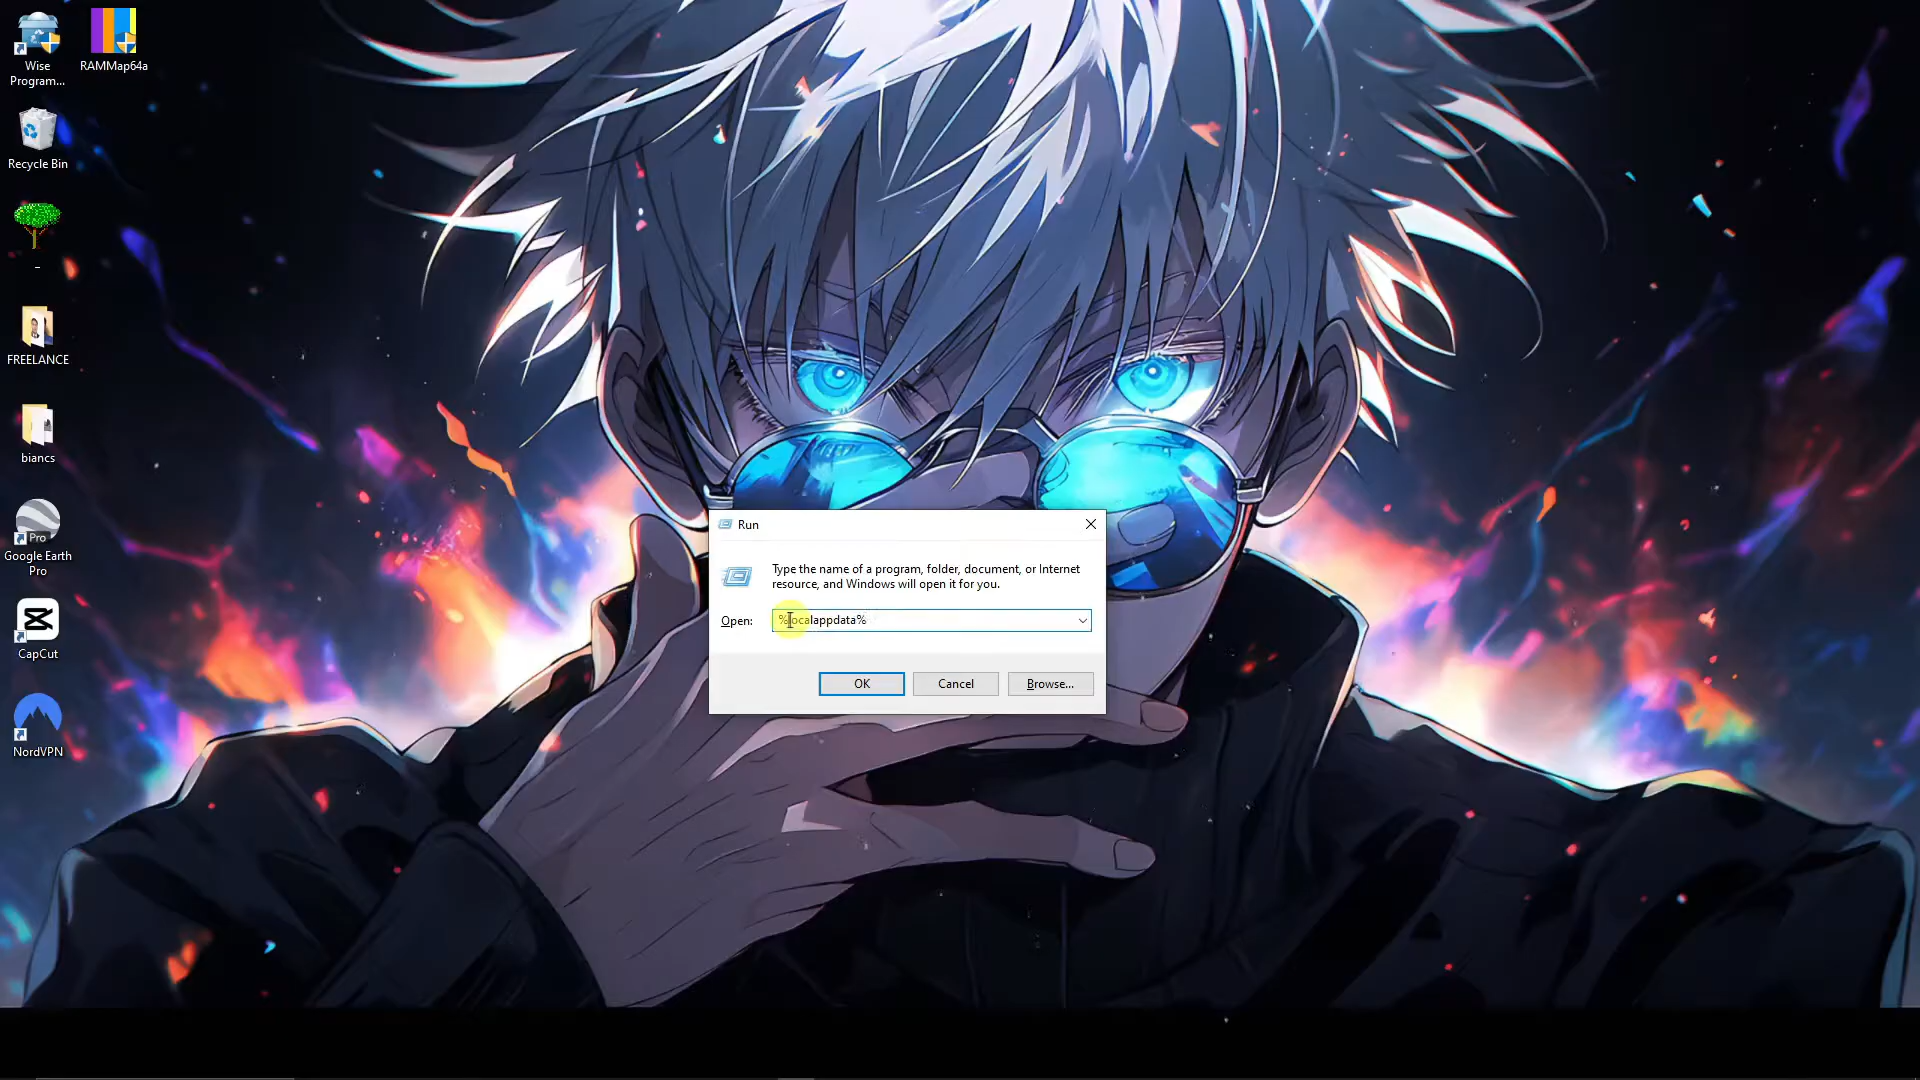 Wise
Program...
RAMMap64a
Recycle Bin
_
FREELANCE
biancs
Pro
Google Earth
Pro
CapCut
NordVPN
Run
Type the name of a program, folder, document, or Internet
resource, and Windows will open it for you.
Open:
%localappdata%
OK
Cancel
Browse...